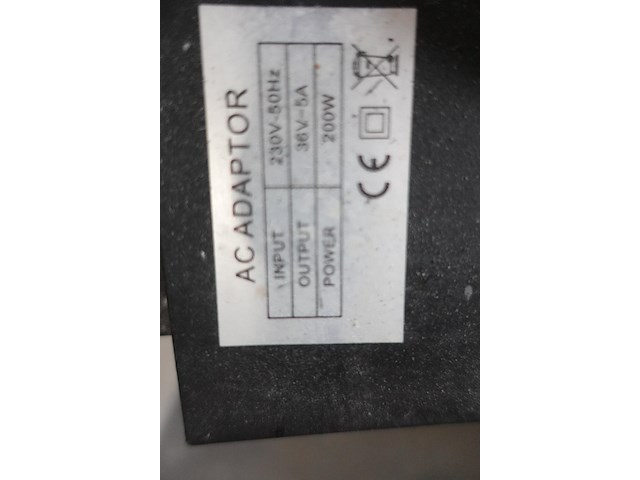 AC ADAPTOR
INPUT 230V-50Hz
OUTPUT 36V-5A
POWER 200W
CE